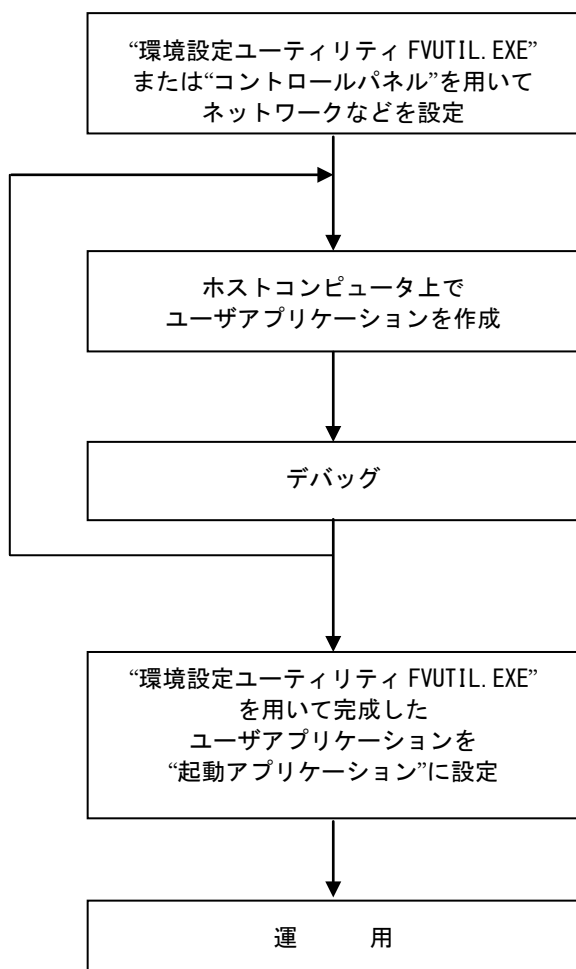 “環境設定ユーティリティ FVUTIL.EXE”
または“コントロールパネル”を用いて
ネットワークなどを設定
ホストコンピュータ上で
ユーザアプリケーションを作成
デバッグ
“環境設定ユーティリティ FVUTIL.EXE”
を用いて完成した
ユーザアプリケーションを
“起動アプリケーション”に設定
運　　用